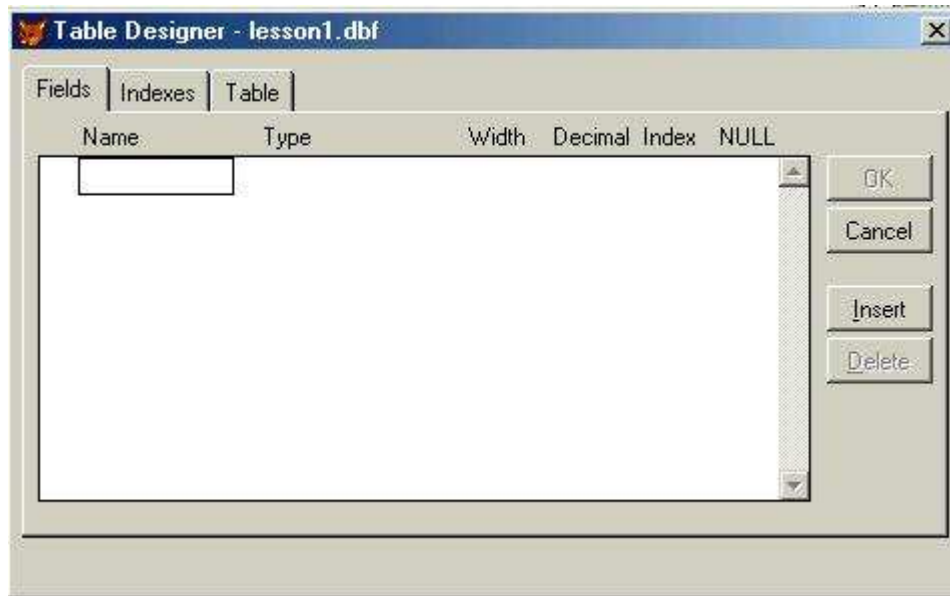 Table Designer - lesson1.dbf
Fields Indexes Table
Name Type Width Decimal Index NULL
OK
Cancel
Insert
Delete